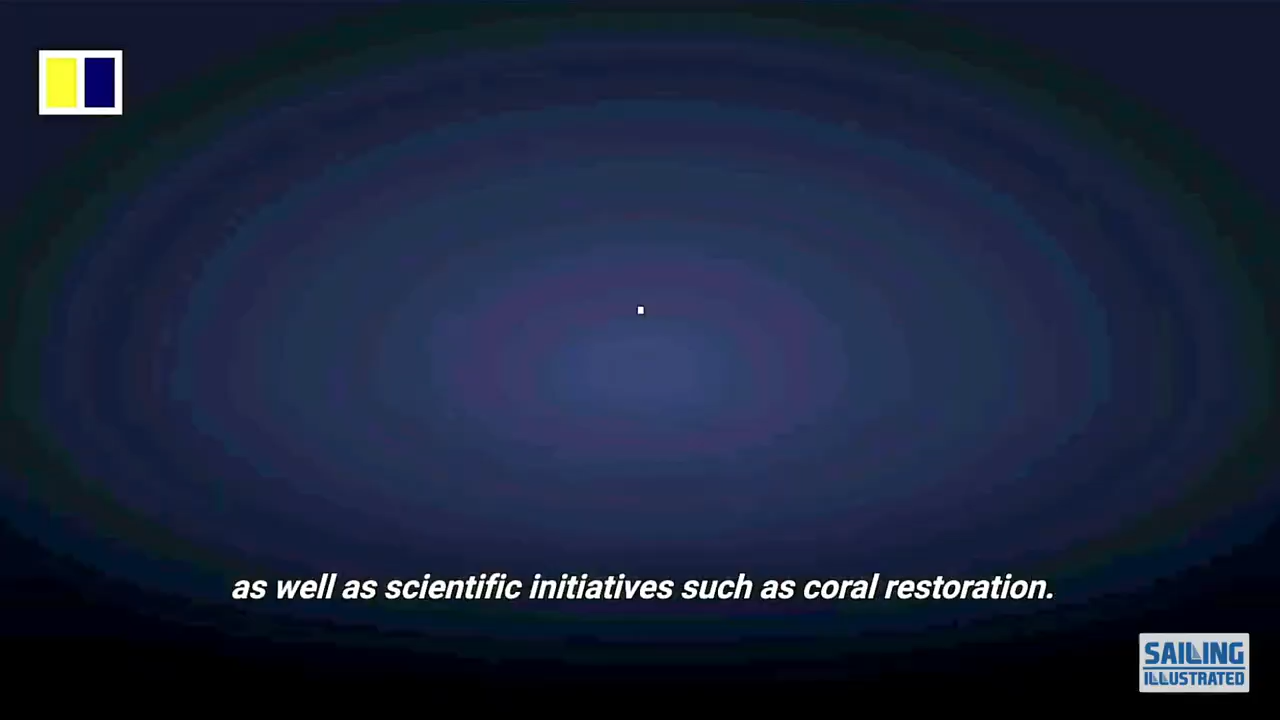 as well as scientific initiatives such as coral restoration.
SAILING
ILLUSTRATED